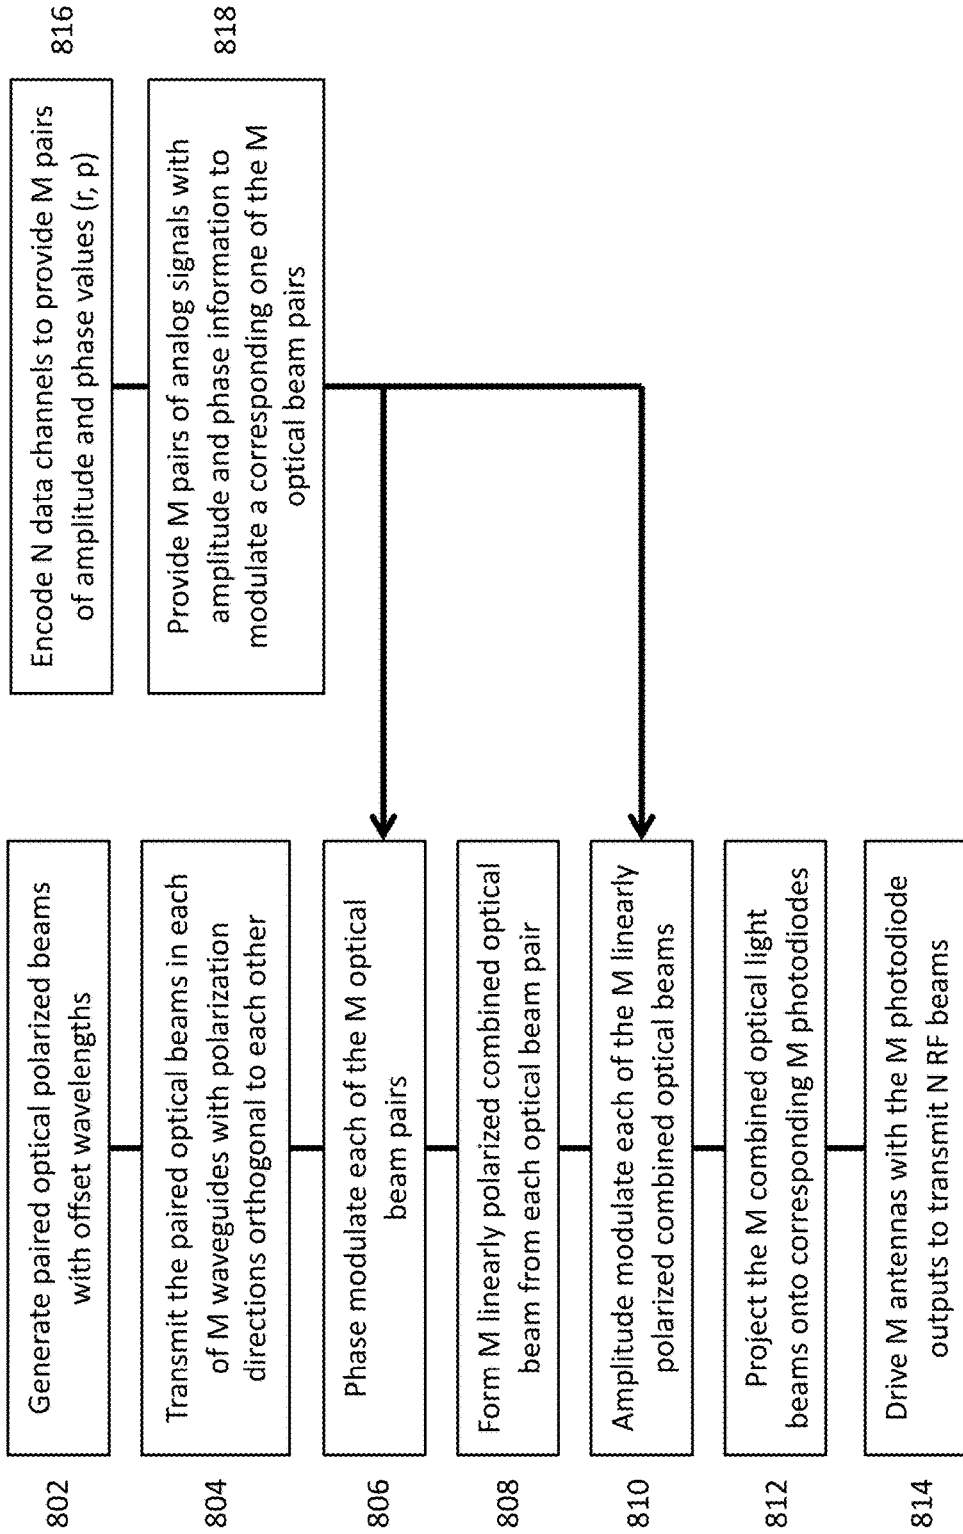 802
Generate paired optical polarized beams
with offset wavelengths
804
Transmit the paired optical beams in each
of M waveguides with polarization
directions orthogonal to each other
806
Phase modulate each of the M optical
beam pairs
808
Form M linearly polarized combined optical
beam from each optical beam pair
810
Amplitude modulate each of the M linearly
polarized combined optical beams
812
Project the M combined optical light
beams onto corresponding M photodiodes
814
Drive M antennas with the M photodiode
outputs to transmit N RF beams
Encode N data channels to provide M pairs
of amplitude and phase values (r, p)
816
Provide M pairs of analog signals with
amplitude and phase information to
modulate a corresponding one of the M
optical beam pairs
818